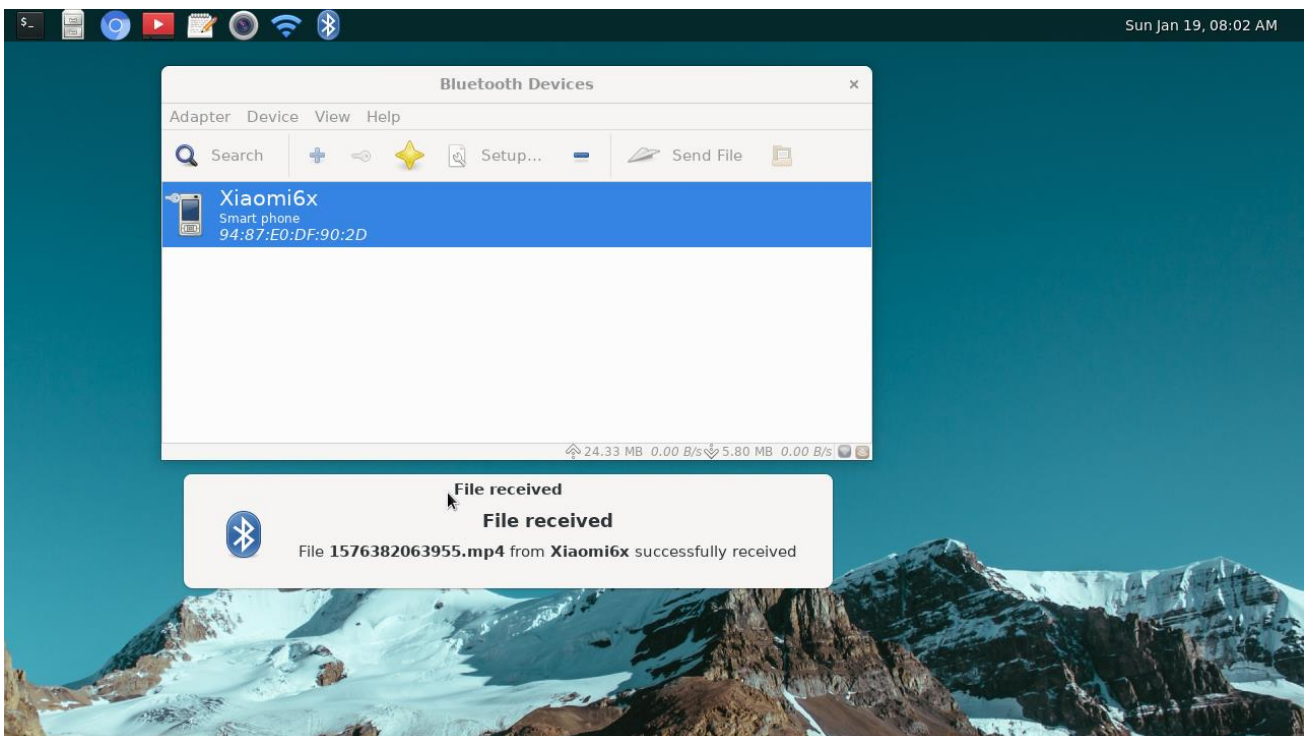 $_
Sun Jan 19, 08:02 AM
Bluetooth Devices
×
Adapter Device View Help
Search Setup... Send File
Xiaomi6x
Smart phone
94:87:E0:DF:90:2D
24.33 MB 0.00 B/s 5.80 MB 0.00 B/s
File received
File received
File 1576382063955.mp4 from Xiaomi6x successfully received